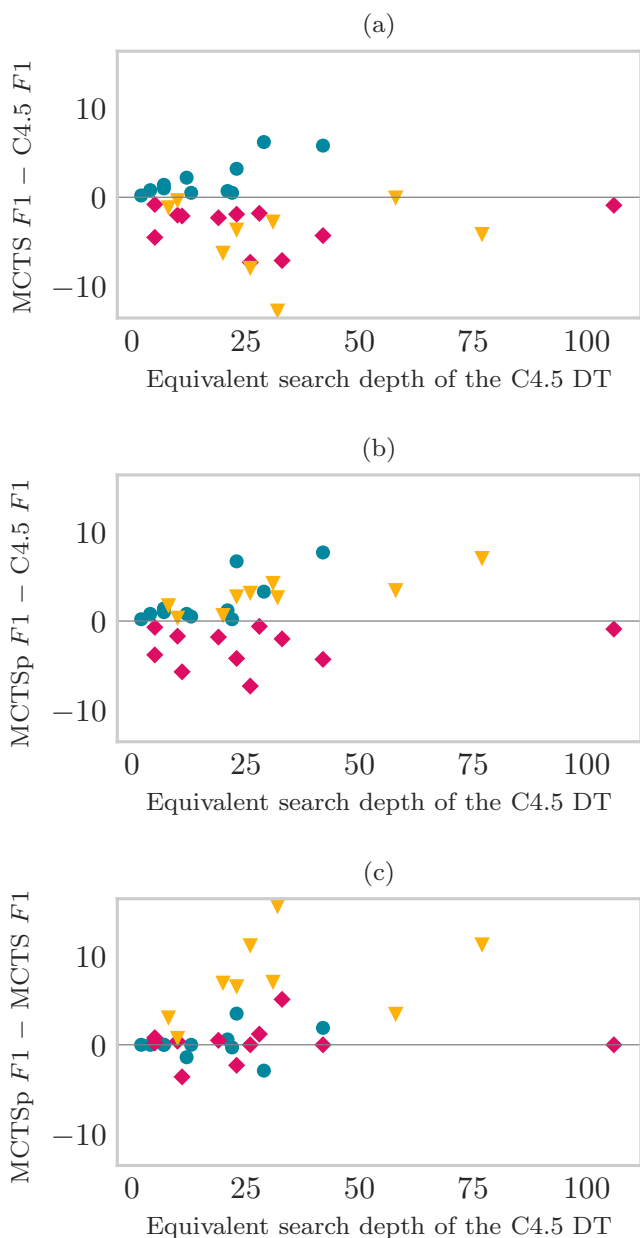 (a)
MCTS F1 − C4.5 F1
10
0
−10
0 25 50 75 100
Equivalent search depth of the C4.5 DT
(b)
MCTSp F1 − C4.5 F1
10
0
−10
0 25 50 75 100
Equivalent search depth of the C4.5 DT
(c)
MCTSp F1 − MCTS F1
10
0
−10
0 25 50 75 100
Equivalent search depth of the C4.5 DT